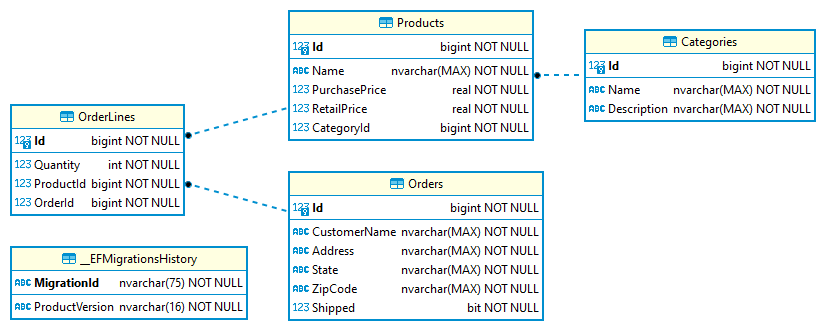 Products
123 Id bigint NOT NULL
ABC Name nvarchar(MAX) NOT NULL
123 PurchasePrice real NOT NULL
123 RetailPrice real NOT NULL
123 CategoryId bigint NOT NULL
Categories
123 Id bigint NOT NULL
ABC Name nvarchar(MAX) NOT NULL
ABC Description nvarchar(MAX) NOT NULL
OrderLines
123 Id bigint NOT NULL
123 Quantity int NOT NULL
123 ProductId bigint NOT NULL
123 OrderId bigint NOT NULL
Orders
123 Id bigint NOT NULL
ABC CustomerName nvarchar(MAX) NOT NULL
ABC Address nvarchar(MAX) NOT NULL
ABC State nvarchar(MAX) NOT NULL
ABC ZipCode nvarchar(MAX) NOT NULL
123 Shipped bit NOT NULL
__EFMigrationsHistory
ABC MigrationId nvarchar(75) NOT NULL
ABC ProductVersion nvarchar(16) NOT NULL